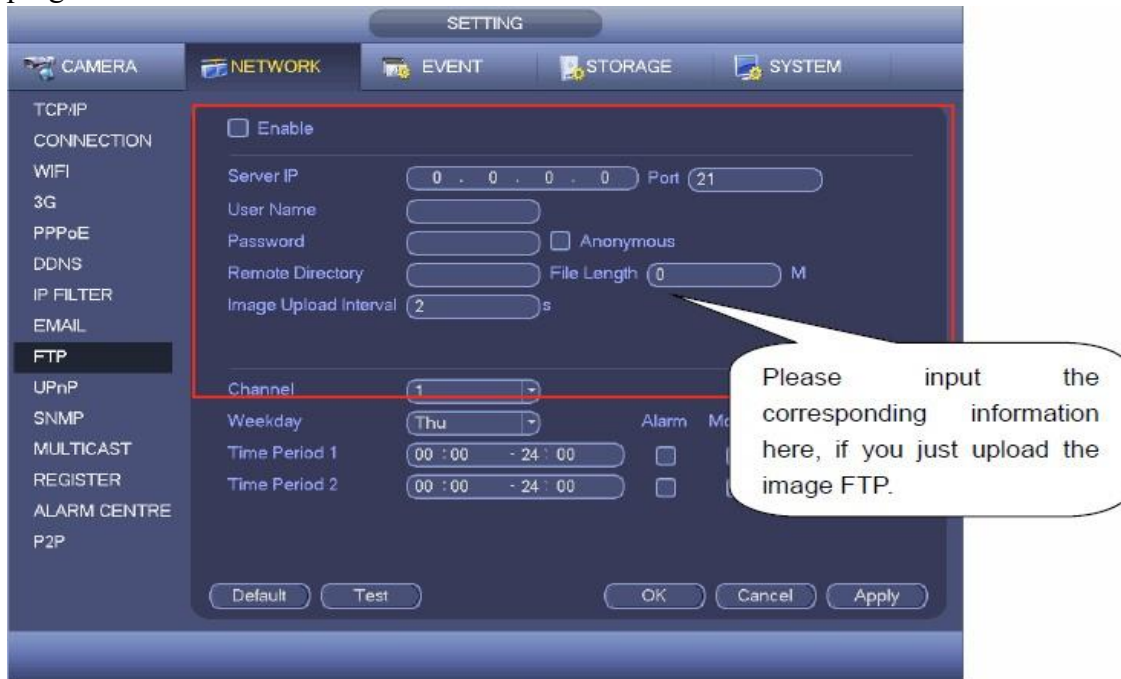 SETTING
CAMERA NETWORK EVENT STORAGE SYSTEM
TCP/IP
CONNECTION
WIFI
3G
PPPoE
DDNS
IP FILTER
EMAIL
FTP
UPnP
SNMP
MULTICAST
REGISTER
ALARM CENTRE
P2P
Enable
Server IP 0 . 0 . 0 . 0 Port 21
User Name
Password Anonymous
Remote Directory File Length 0 M
Image Upload Interval 2 s
Channel 1
Weekday Thu Alarm
Time Period 1 00 : 00 - 24 : 00
Time Period 2 00 : 00 - 24 : 00
Default Test OK Cancel Apply
Please input the
corresponding information
here, if you just upload the
image FTP.